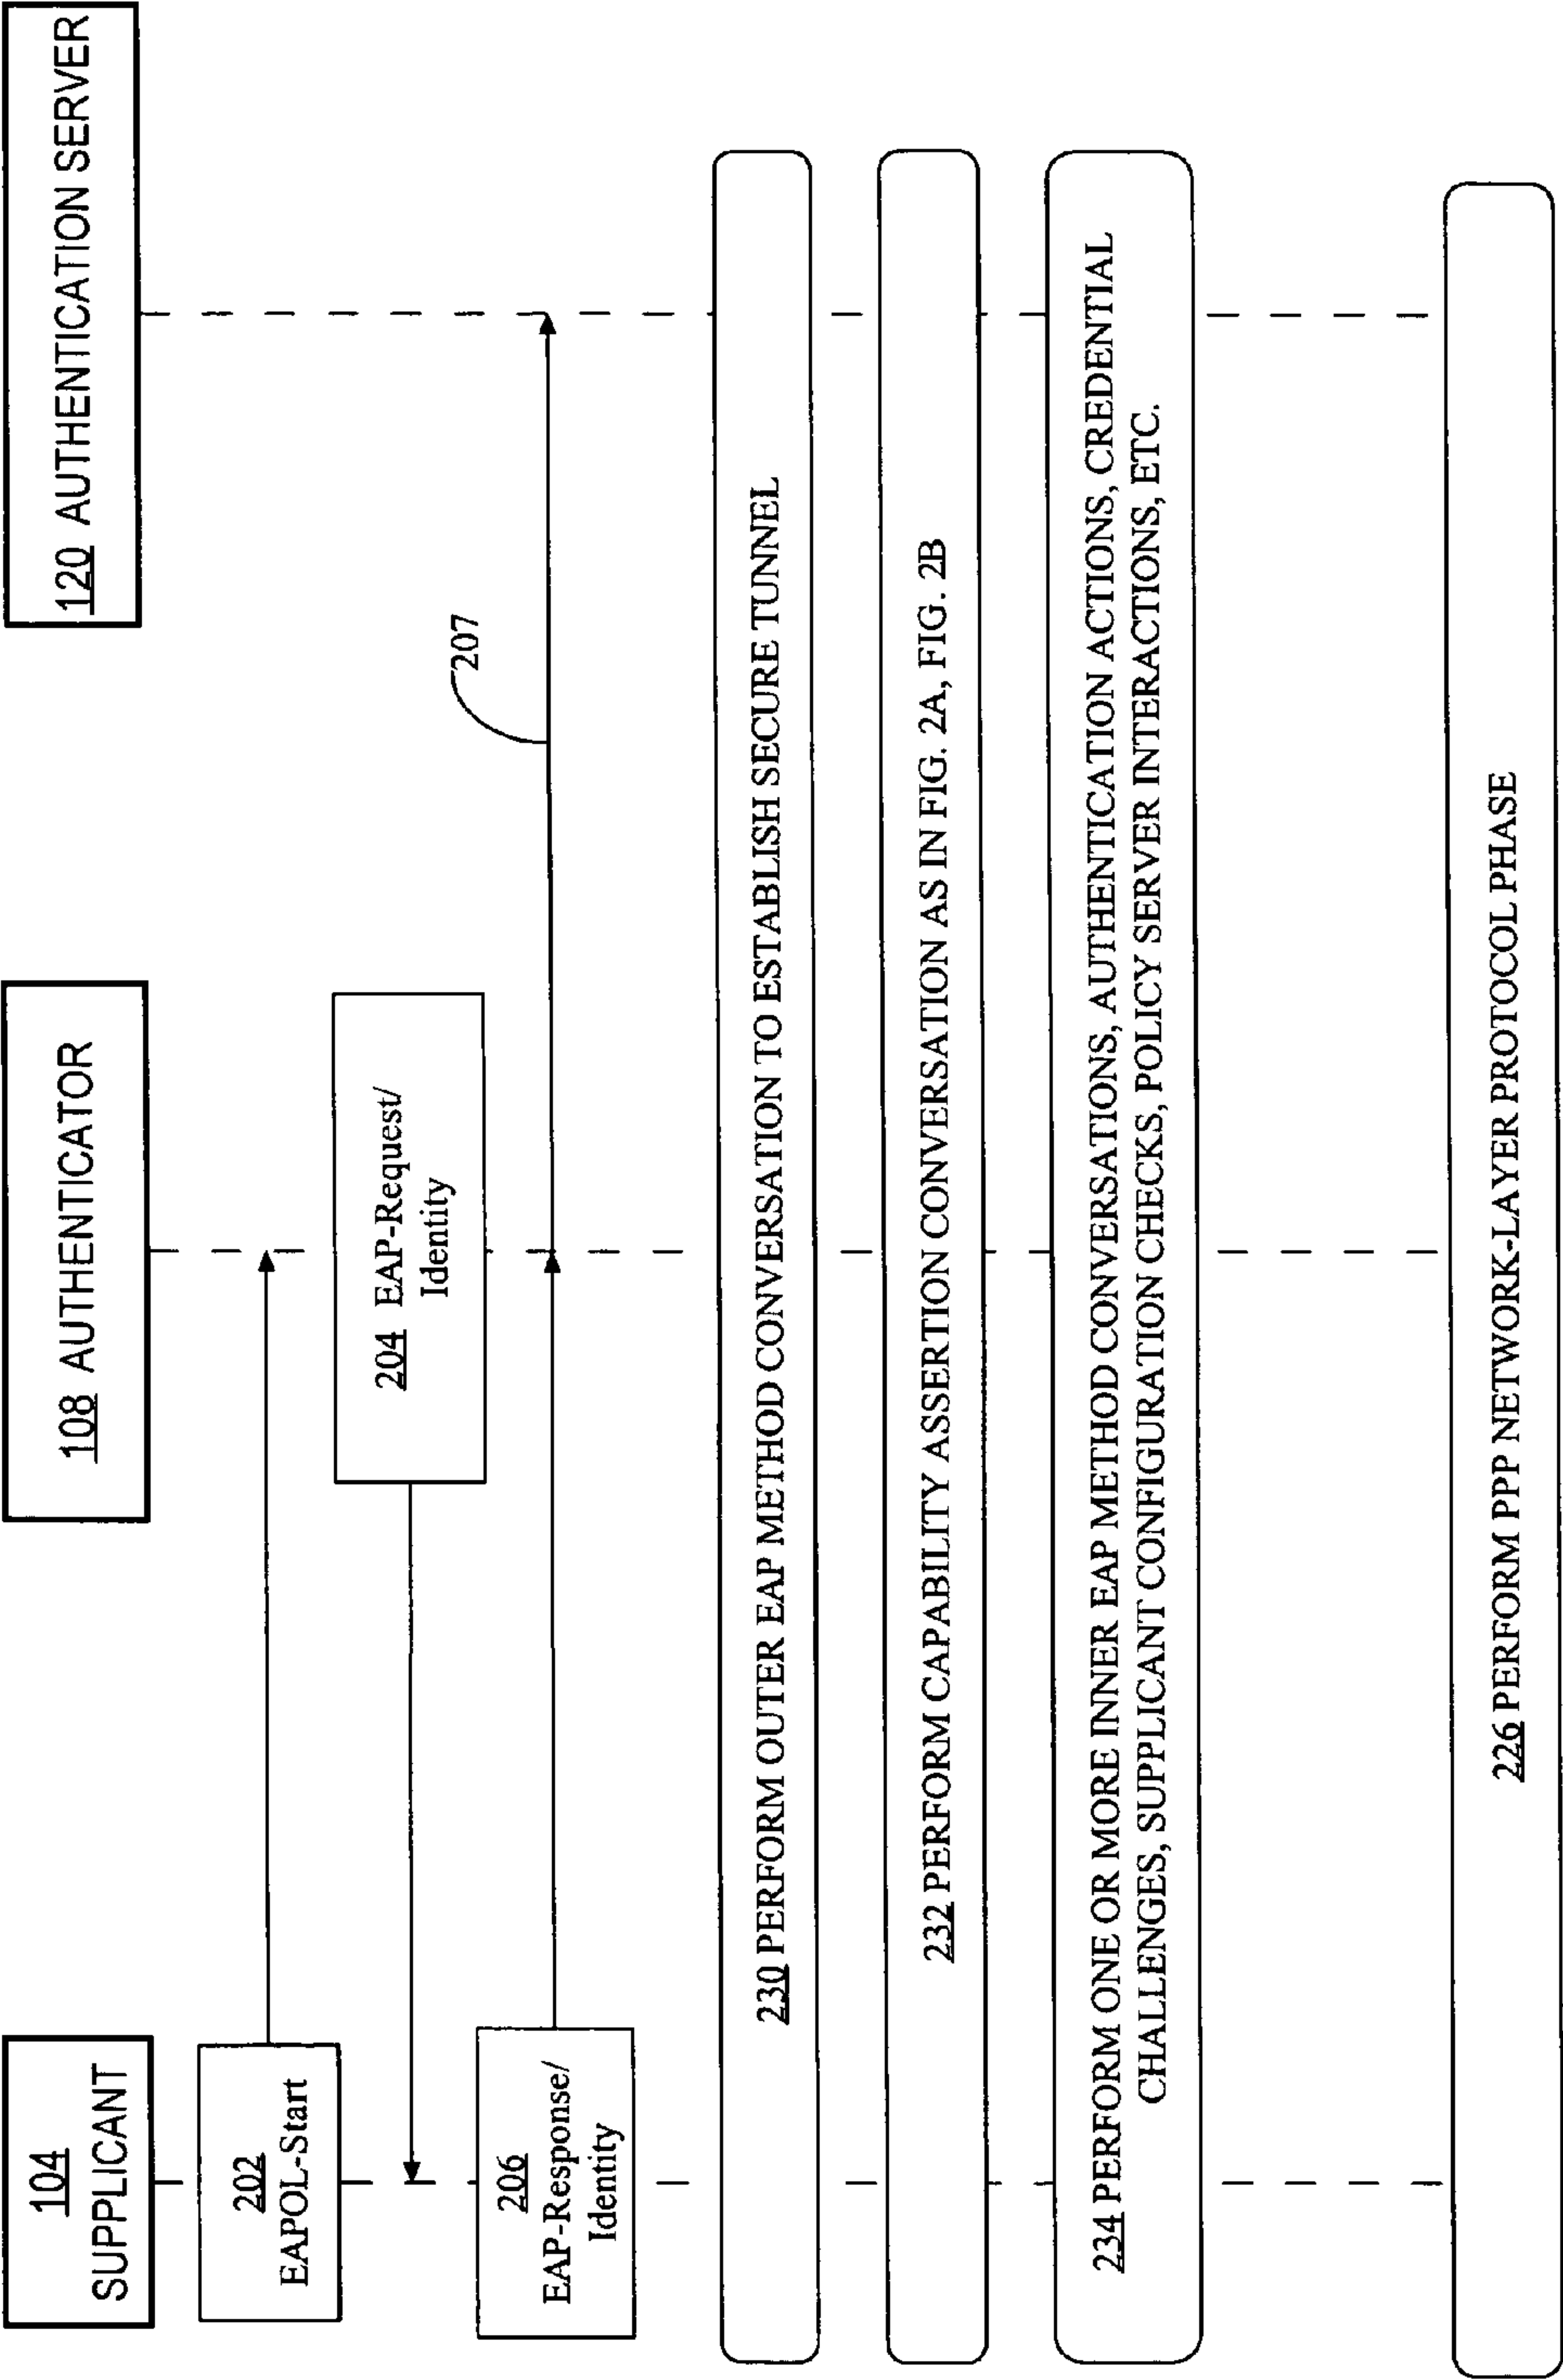 104
SUPPLICANT
108 AUTHENTICATOR
120 AUTHENTICATION SERVER
202
EAPOL-Start
204 EAP-Request/
Identity
206
EAP-Response/
Identity
207
230 PERFORM OUTER EAP METHOD CONVERSATION TO ESTABLISH SECURE TUNNEL
232 PERFORM CAPABILITY ASSERTION CONVERSATION AS IN FIG. 2A, FIG. 2B
234 PERFORM ONE OR MORE INNER EAP METHOD CONVERSATIONS, AUTHENTICATION ACTIONS, CREDENTIAL
CHALLENGES, SUPPLICANT CONFIGURATION CHECKS, POLICY SERVER INTERACTIONS, ETC.
226 PERFORM PPP NETWORK-LAYER PROTOCOL PHASE